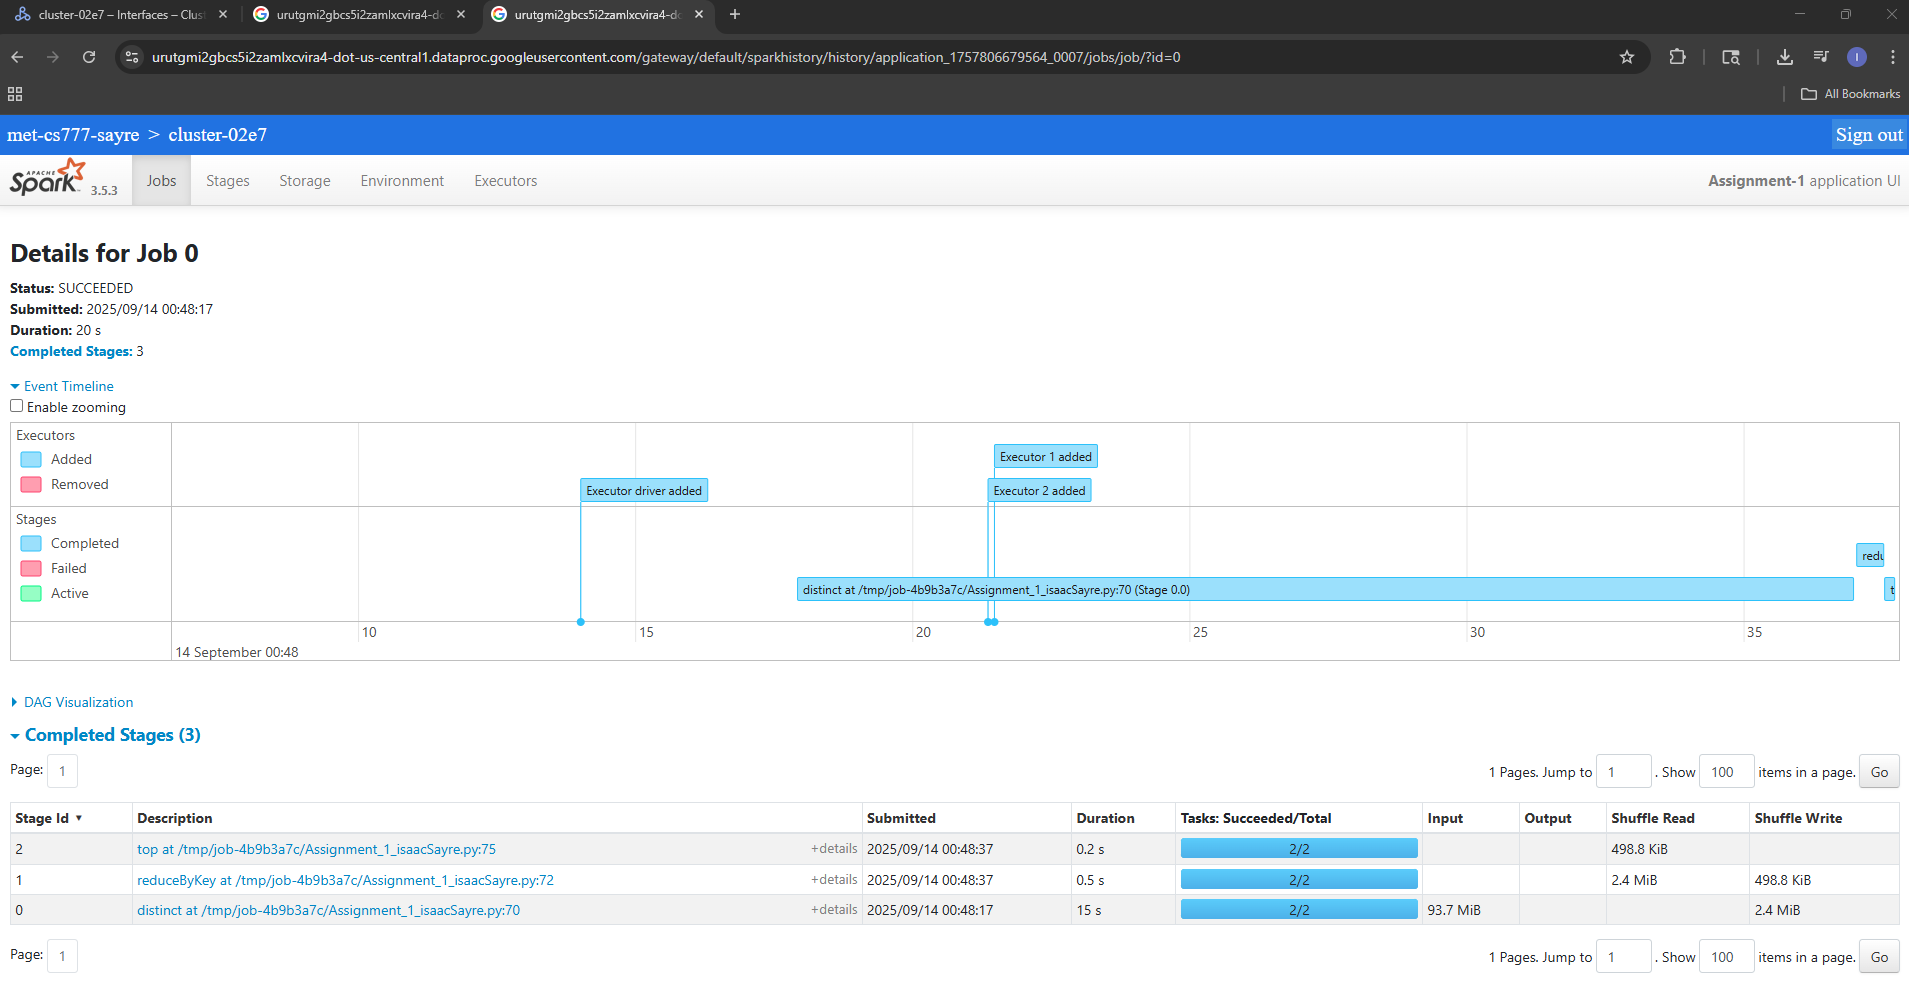 cluster-02e7 – Interfaces – Clus
urutgmi2gbcs5i2zamlxcvira4-do
urutgmi2gbcs5i2zamlxcvira4-do
urutgmi2gbcs5i2zamlxcvira4-dot-us-central1.dataproc.googleusercontent.com/gateway/default/sparkhistory/history/application_1757806679564_0007/jobs/job/?id=0
I
All Bookmarks
met-cs777-sayre > cluster-02e7
Sign out
APACHE Spark 3.5.3
Jobs Stages Storage Environment Executors
Assignment-1 application UI
Details for Job 0
Status: SUCCEEDED
Submitted: 2025/09/14 00:48:17
Duration: 20 s
Completed Stages: 3
Event Timeline
Enable zooming
Executors
Added
Removed
Executor 1 added
Executor driver added
Executor 2 added
Stages
Completed
Failed
Active
redu
distinct at /tmp/job-4b9b3a7c/Assignment_1_isaacSayre.py:70 (Stage 0.0)
t
10 15 20 25 30 35
14 September 00:48
DAG Visualization
Completed Stages (3)
Page: 1
1 Pages. Jump to 1 . Show 100 items in a page. Go
Stage Id ▾ Description Submitted Duration Tasks: Succeeded/Total Input Output Shuffle Read Shuffle Write
2 top at /tmp/job-4b9b3a7c/Assignment_1_isaacSayre.py:75 +details 2025/09/14 00:48:37 0.2 s 2/2 498.8 KiB
1 reduceByKey at /tmp/job-4b9b3a7c/Assignment_1_isaacSayre.py:72 +details 2025/09/14 00:48:37 0.5 s 2/2 2.4 MiB 498.8 KiB
0 distinct at /tmp/job-4b9b3a7c/Assignment_1_isaacSayre.py:70 +details 2025/09/14 00:48:17 15 s 2/2 93.7 MiB 2.4 MiB
Page: 1
1 Pages. Jump to 1 . Show 100 items in a page. Go